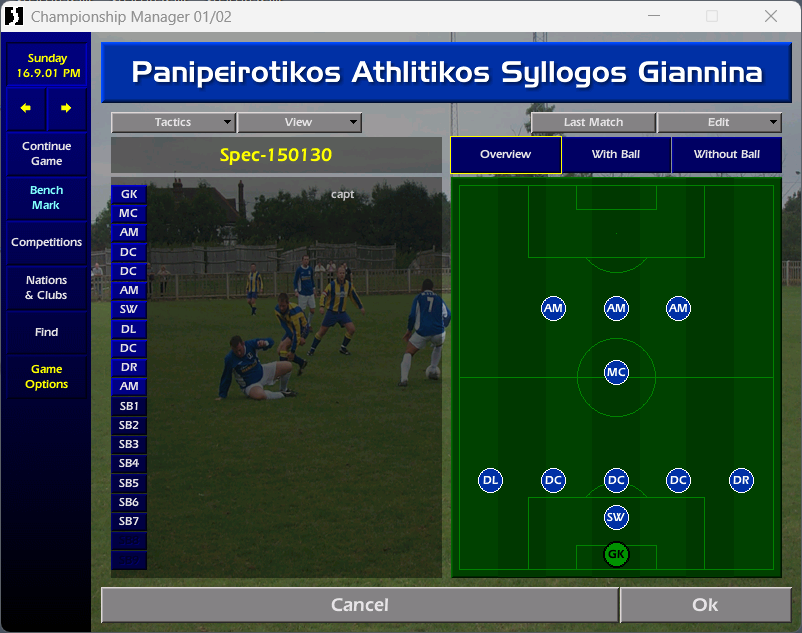 Championship Manager 01/02
Sunday
16.9.01 PM
Continue
Game
Bench
Mark
Competitions
Nations
& Clubs
Find
Game
Options
Panipeirotikos Athlitikos Syllogos Giannina
Tactics View Last Match Edit
Spec-150130
Overview With Ball Without Ball
GK capt
MC
AM
DC
DC
AM
SW
DL
DC
DR
AM
SB1
SB2
SB3
SB4
SB5
SB6
SB7
AM AM AM
MC
DL DC DC DC DR
SW
GK
7
Cancel Ok